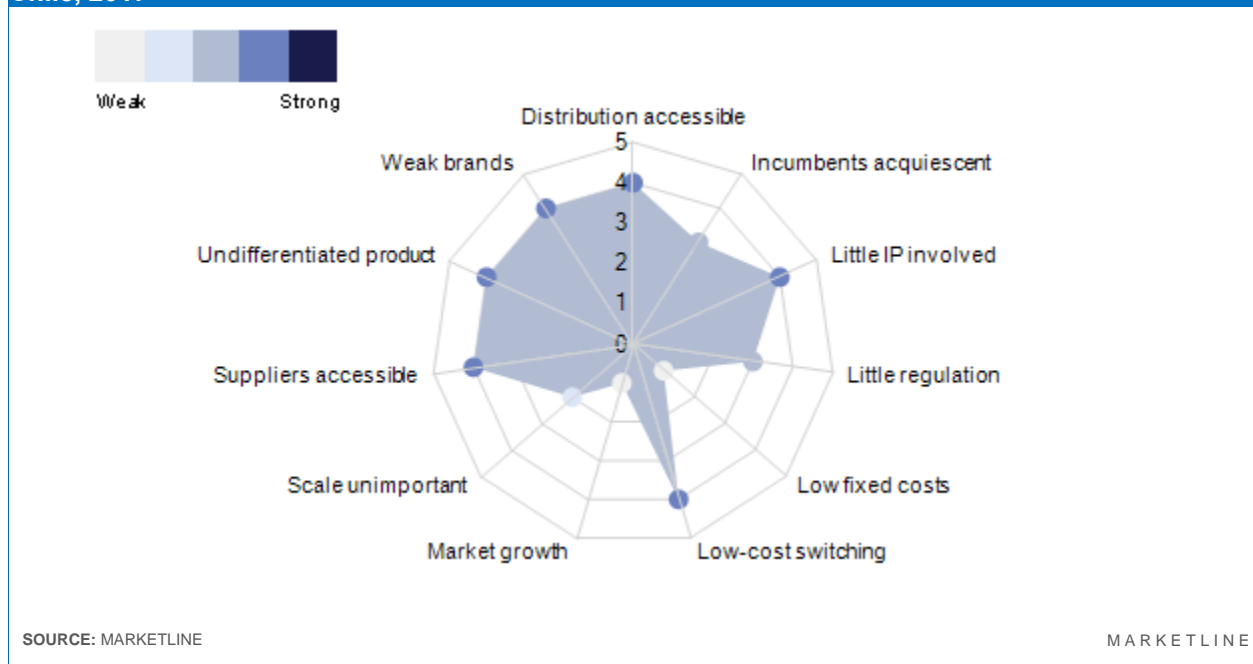 Weak Strong
Distribution accessible
Weak brands
Incumbents acquiescent
Undifferentiated product
Little IP involved
Suppliers accessible
Little regulation
Scale unimportant
Low fixed costs
Market growth
Low-cost switching
5
4
3
2
1
0
SOURCE: MARKETLINE
MARKETLINE